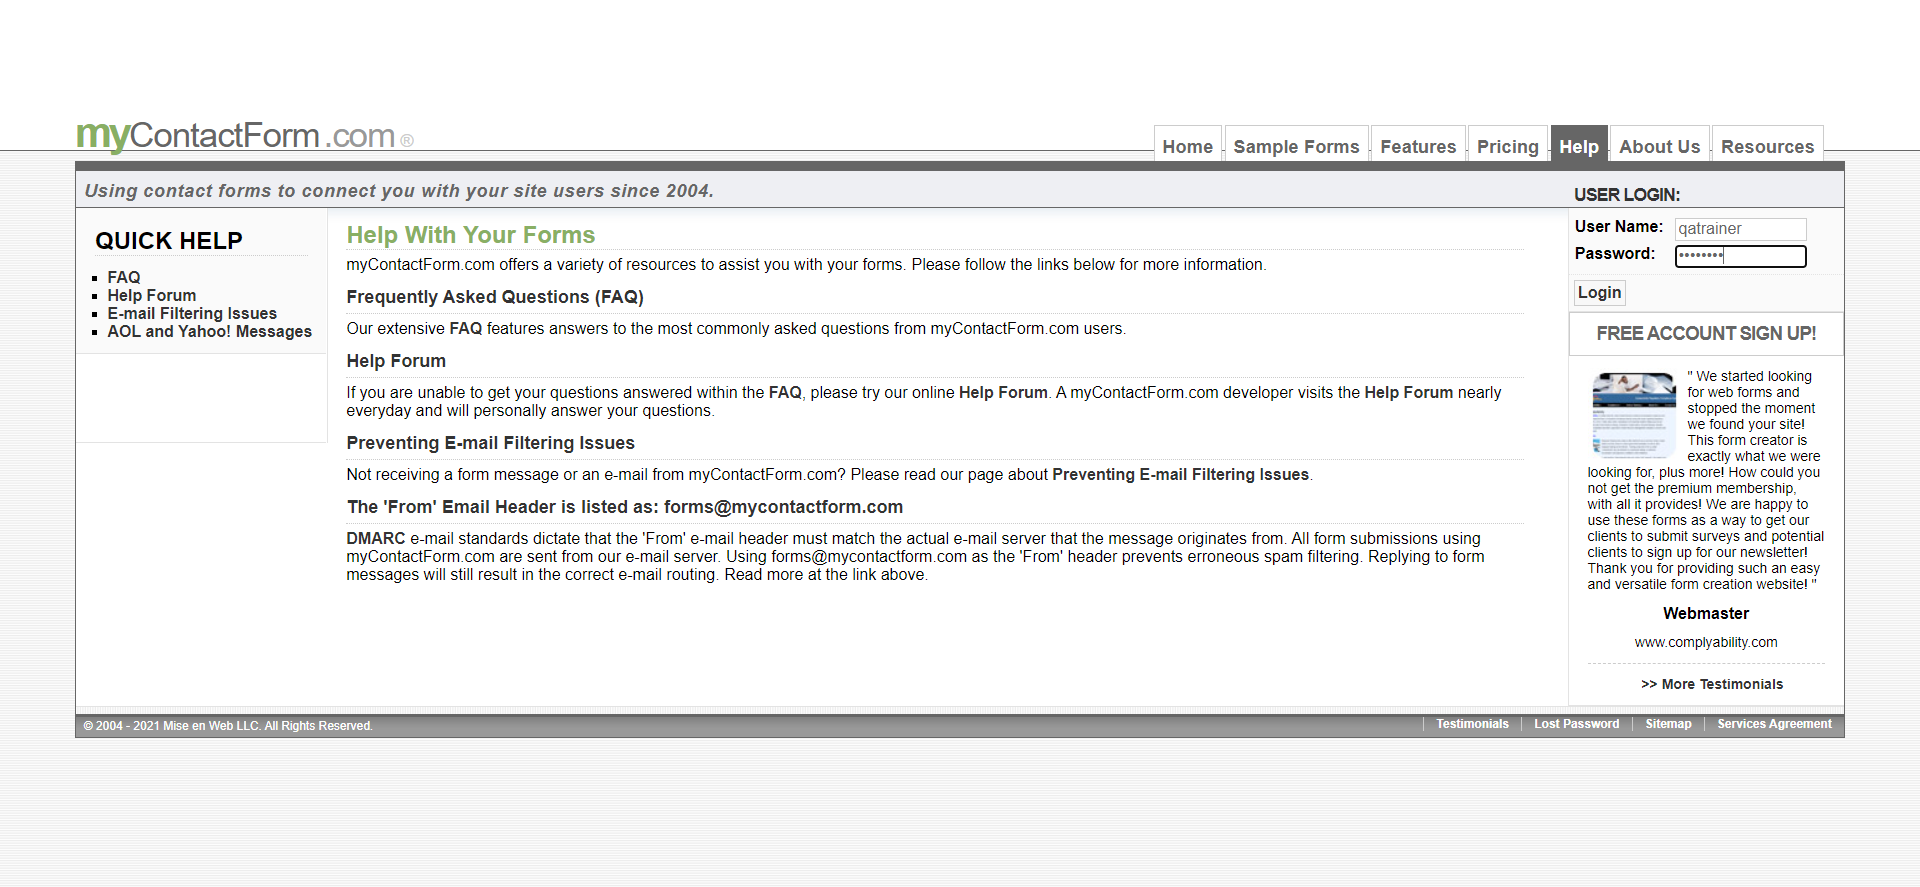 myContactForm.com®
Home
Sample Forms
Features
Pricing
Help
About Us
Resources
Using contact forms to connect you with your site users since 2004.
QUICK HELP
FAQ
Help Forum
E-mail Filtering Issues
AOL and Yahoo! Messages
Help With Your Forms
myContactForm.com offers a variety of resources to assist you with your forms. Please follow the links below for more information.
Frequently Asked Questions (FAQ)
Our extensive FAQ features answers to the most commonly asked questions from myContactForm.com users.
Help Forum
If you are unable to get your questions answered within the FAQ, please try our online Help Forum. A myContactForm.com developer visits the Help Forum nearly
everyday and will personally answer your questions.
Preventing E-mail Filtering Issues
Not receiving a form message or an e-mail from myContactForm.com? Please read our page about Preventing E-mail Filtering Issues.
The 'From' Email Header is listed as: forms@mycontactform.com
DMARC e-mail standards dictate that the 'From' e-mail header must match the actual e-mail server that the message originates from. All form submissions using
myContactForm.com are sent from our e-mail server. Using forms@mycontactform.com as the 'From' header prevents erroneous spam filtering. Replying to form
messages will still result in the correct e-mail routing. Read more at the link above.
USER LOGIN:
User Name: qatrainer
Password: ••••••••
Login
FREE ACCOUNT SIGN UP!
" We started looking
for web forms and
stopped the moment
we found your site!
This form creator is
exactly what we were
looking for, plus more! How could you
not get the premium membership,
with all it provides! We are happy to
use these forms as a way to get our
clients to submit surveys and potential
clients to sign up for our newsletter!
Thank you for providing such an easy
and versatile form creation website! "
Webmaster
www.complyability.com
>> More Testimonials
© 2004 - 2021 Mise en Web LLC. All Rights Reserved.
Testimonials
Lost Password
Sitemap
Services Agreement